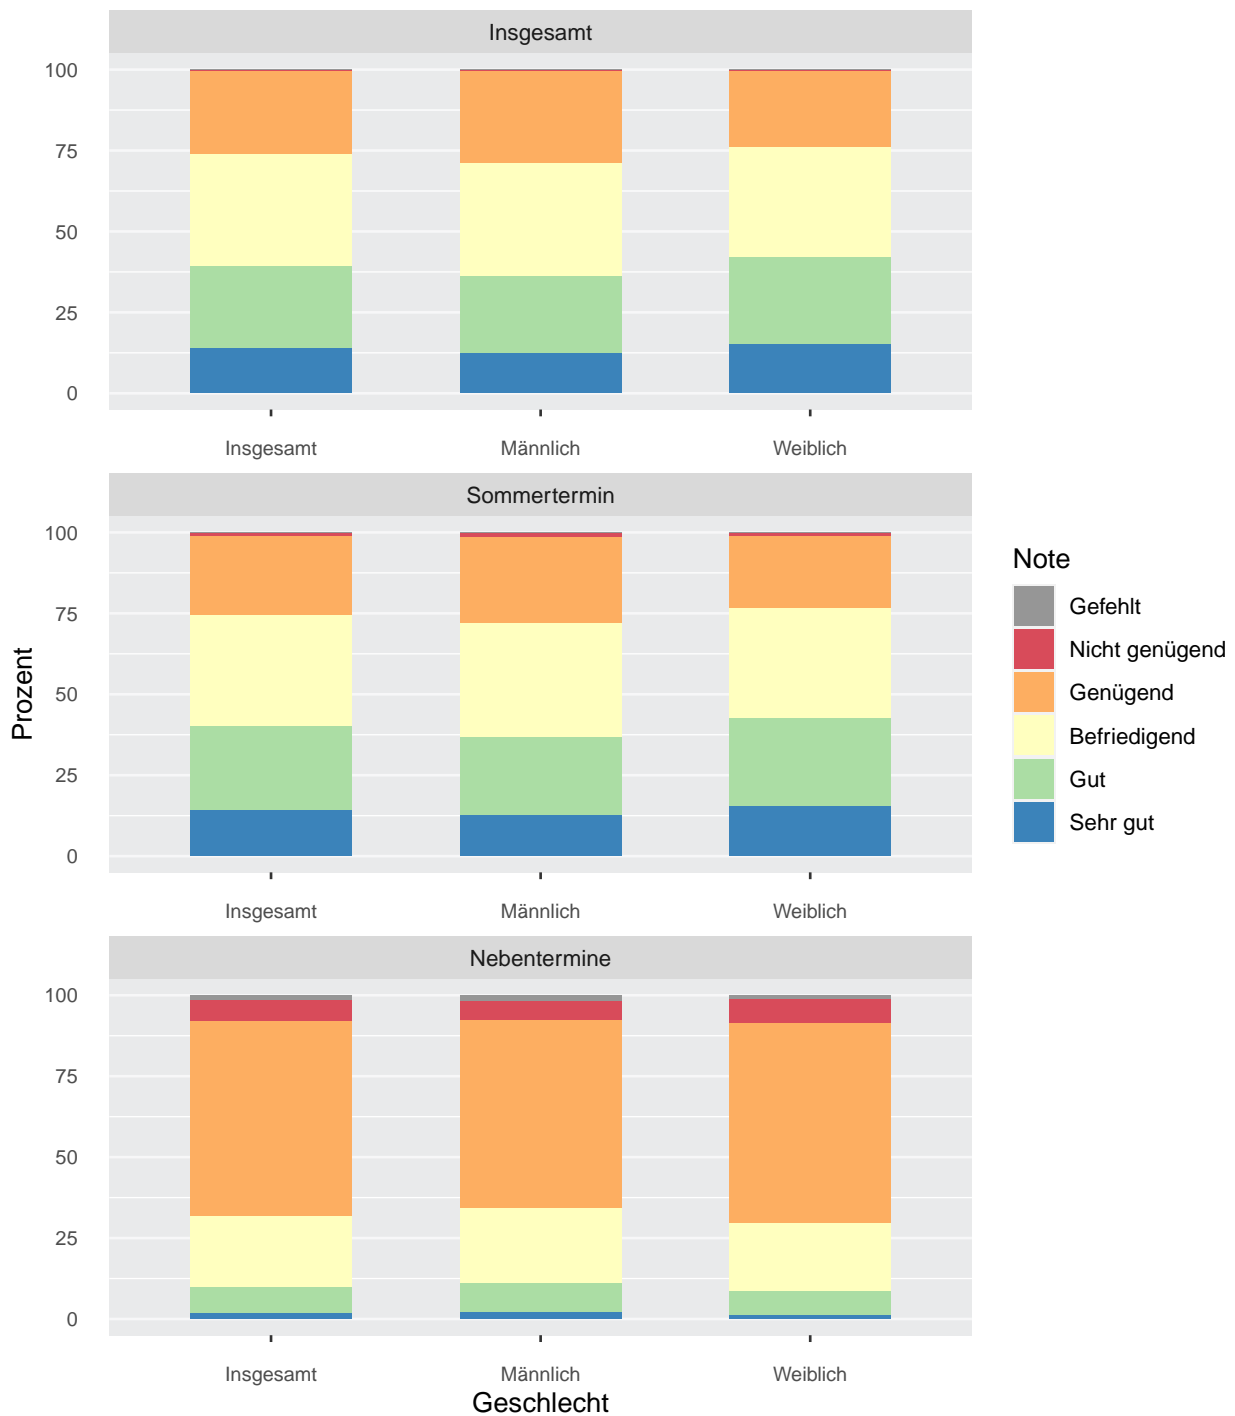 Insgesamt
100
75
50
25
0
Insgesamt Männlich Weiblich
Sommertermin
100
75
50
25
0
Insgesamt Männlich Weiblich
Nebentermine
100
75
50
25
0
Insgesamt Männlich Weiblich
Geschlecht
Prozent
Note
Gefehlt
Nicht genügend
Genügend
Befriedigend
Gut
Sehr gut